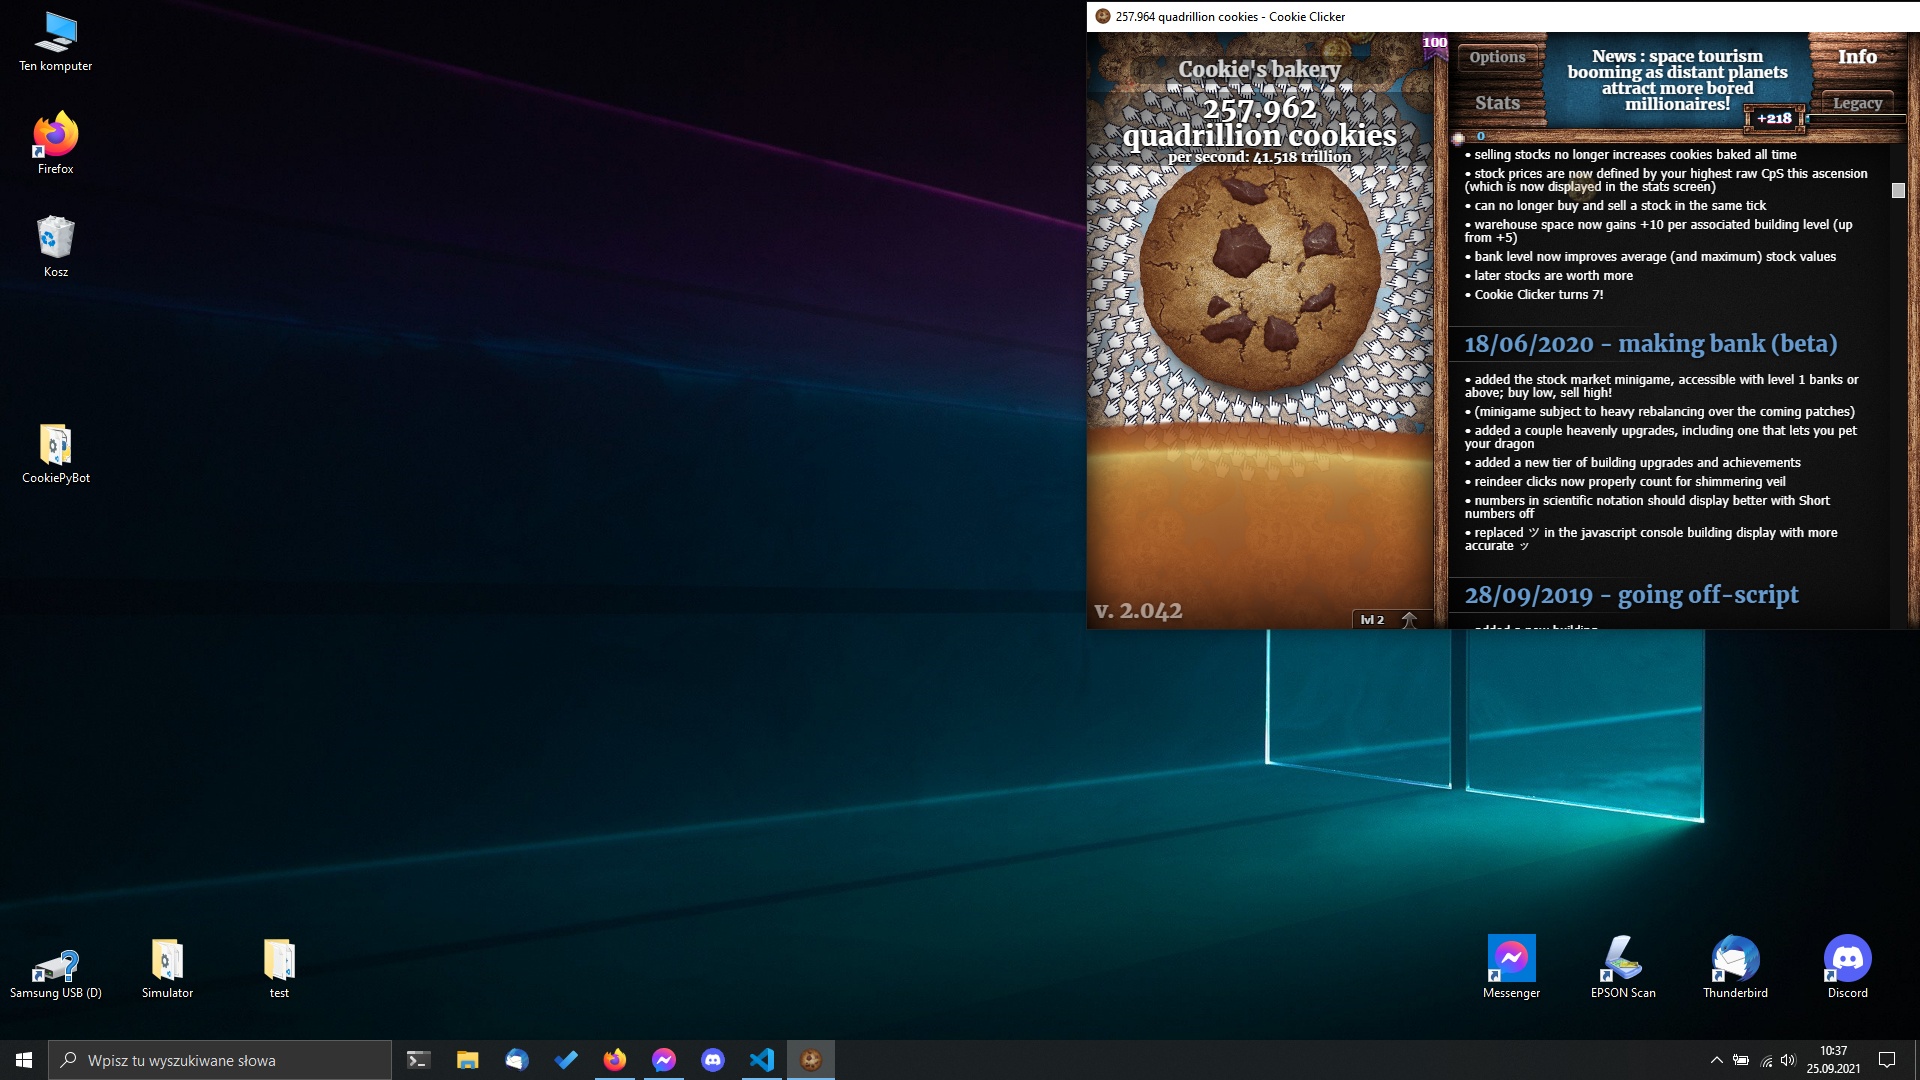 Ten komputer
Firefox
Kosz
CookiePyBot
Samsung USB (D)
Simulator
test
257.964 quadrillion cookies - Cookie Clicker
Cookie's bakery
257.962
quadrillion cookies
per second: 41.518 trillion
v. 2.042
lvl 2
100
Options
Stats
News : space tourism
booming as distant planets
attract more bored
millionaires!
Info
Legacy
+218
0
• selling stocks no longer increases cookies baked all time
• stock prices are now defined by your highest raw CpS this ascension
(which is now displayed in the stats screen)
• can no longer buy and sell a stock in the same tick
• warehouse space now gains +10 per associated building level (up
from +5)
• bank level now improves average (and maximum) stock values
• later stocks are worth more
• Cookie Clicker turns 7!
18/06/2020 - making bank (beta)
• added the stock market minigame, accessible with level 1 banks or
above; buy low, sell high!
• (minigame subject to heavy rebalancing over the coming patches)
• added a couple heavenly upgrades, including one that lets you pet
your dragon
• added a new tier of building upgrades and achievements
• reindeer clicks now properly count for shimmering veil
• numbers in scientific notation should display better with Short
numbers off
• replaced ツ in the javascript console building display with more
accurate ッ
28/09/2019 - going off-script
• added a new building
Messenger
EPSON Scan
Thunderbird
Discord
Wpisz tu wyszukiwane słowa
10:37
25.09.2021